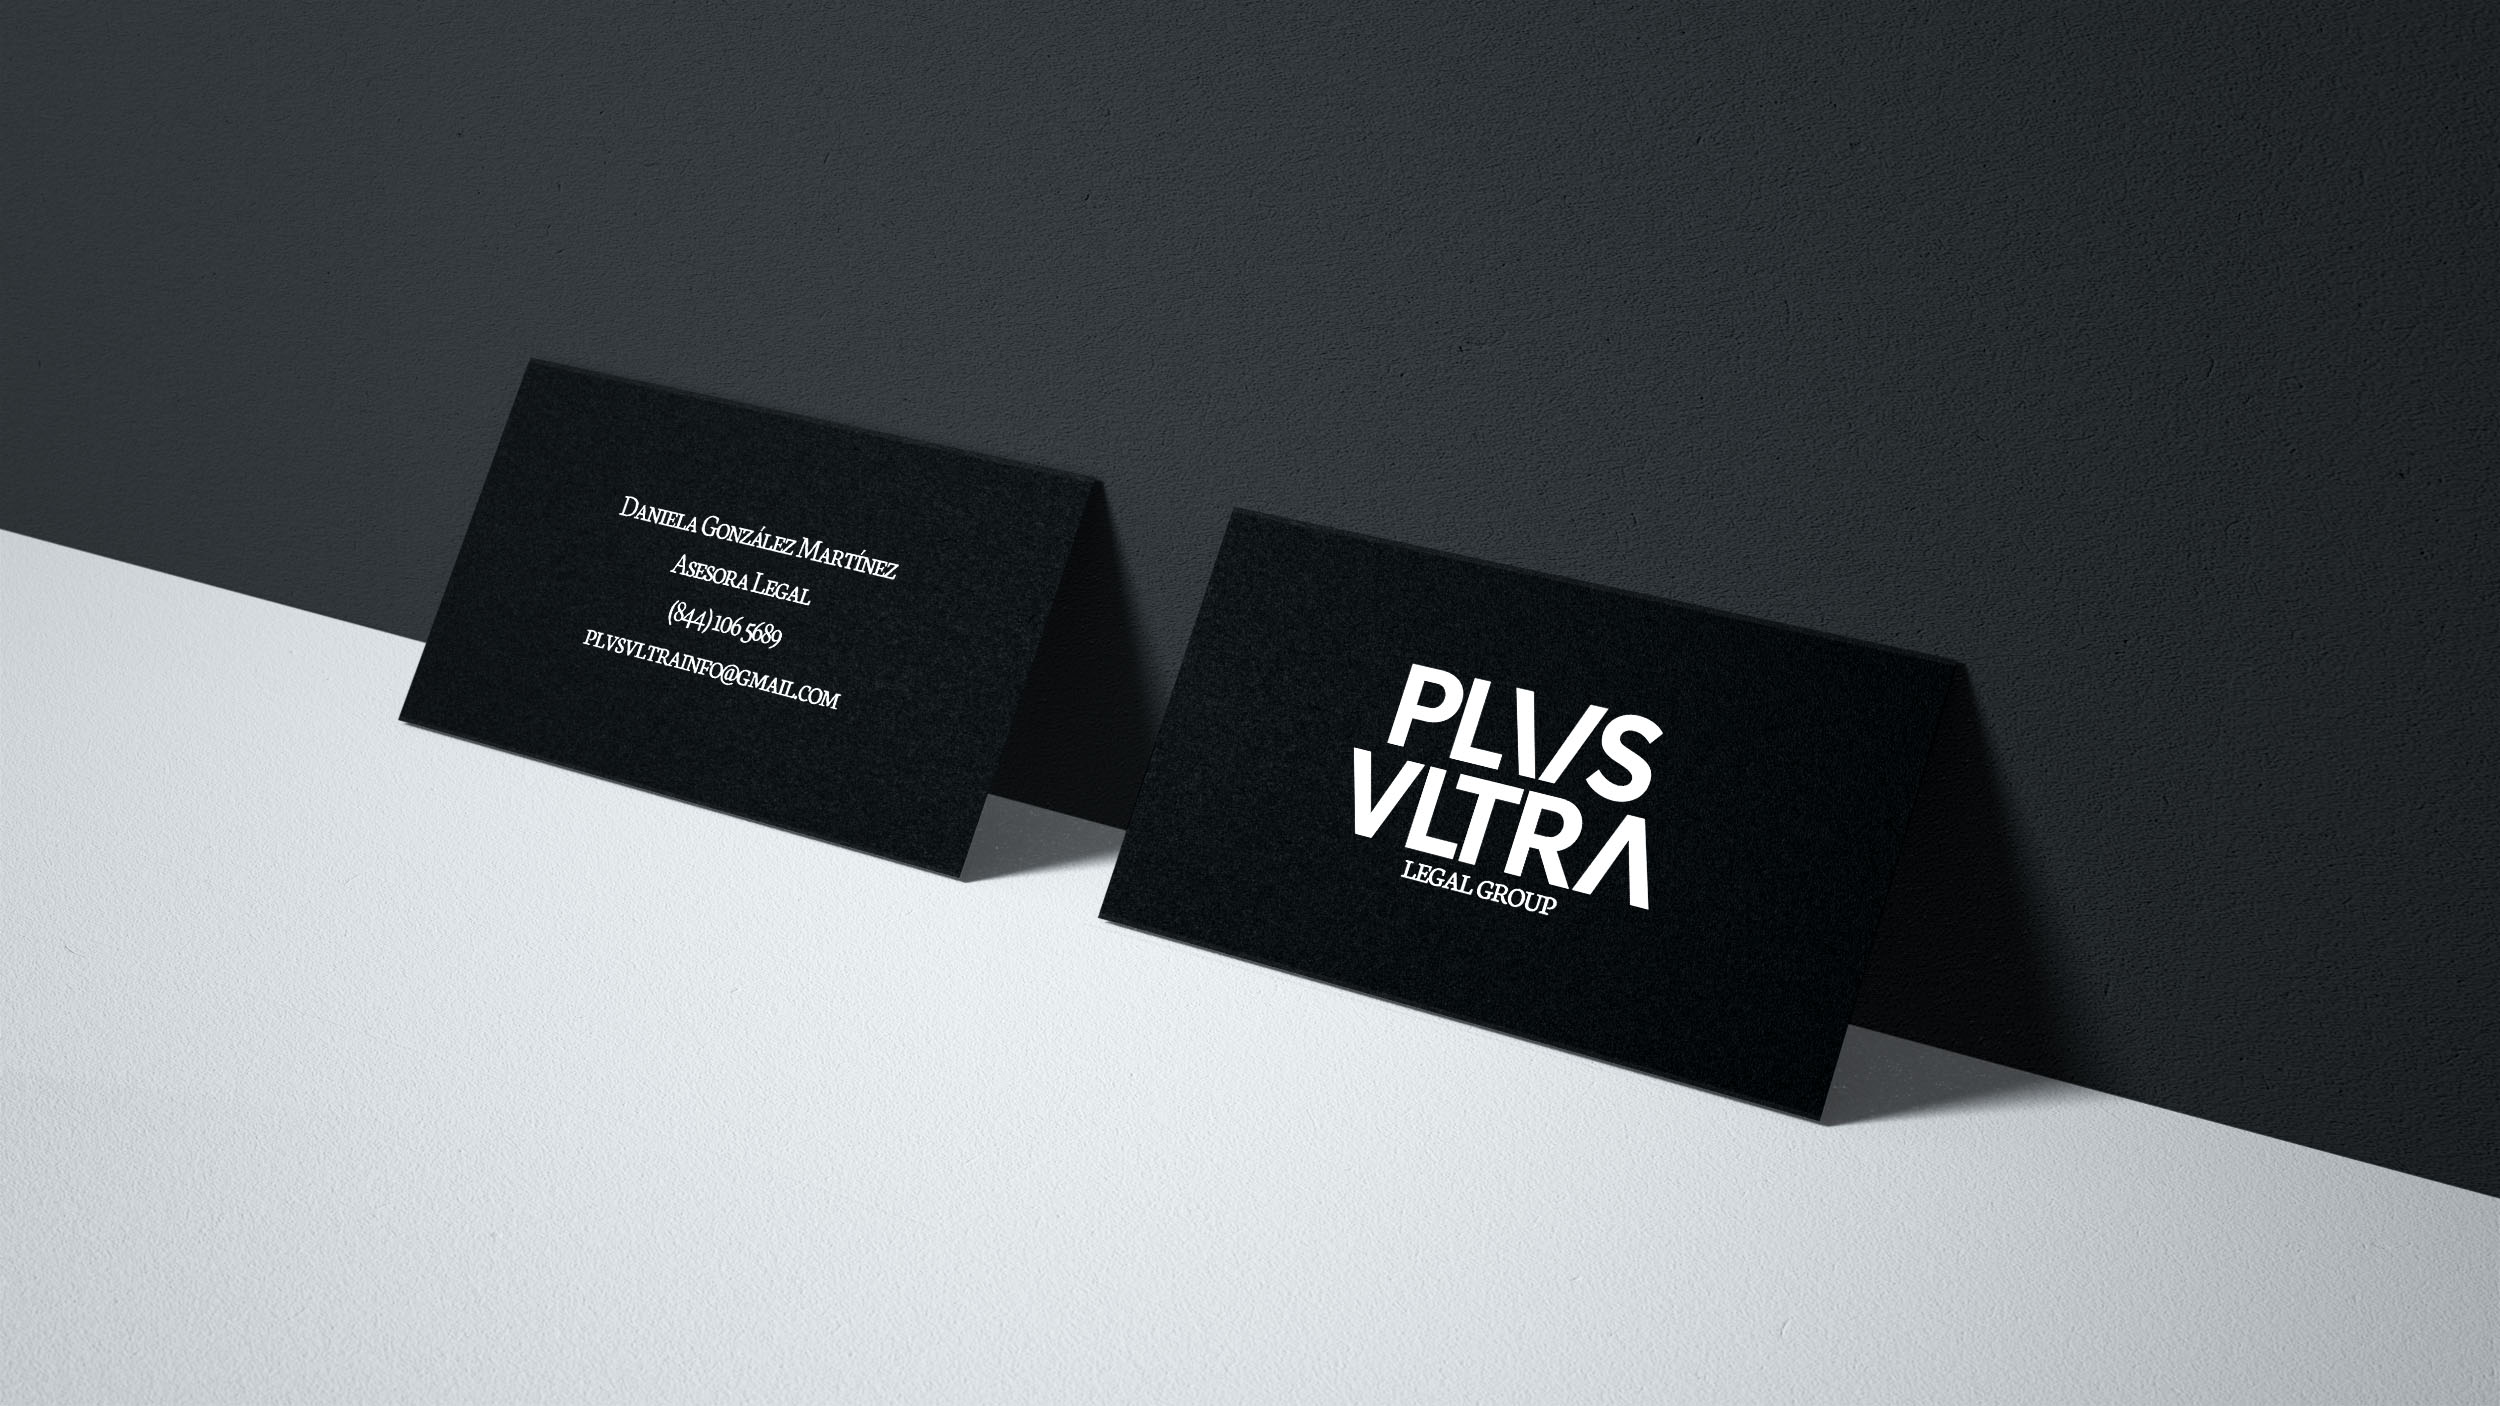 Daniela González Martínez
Asesora Legal
(844) 106 5689
PLVSVLTRAINFO@GMAIL.COM
PLVS
VLTRA
LEGAL GROUP